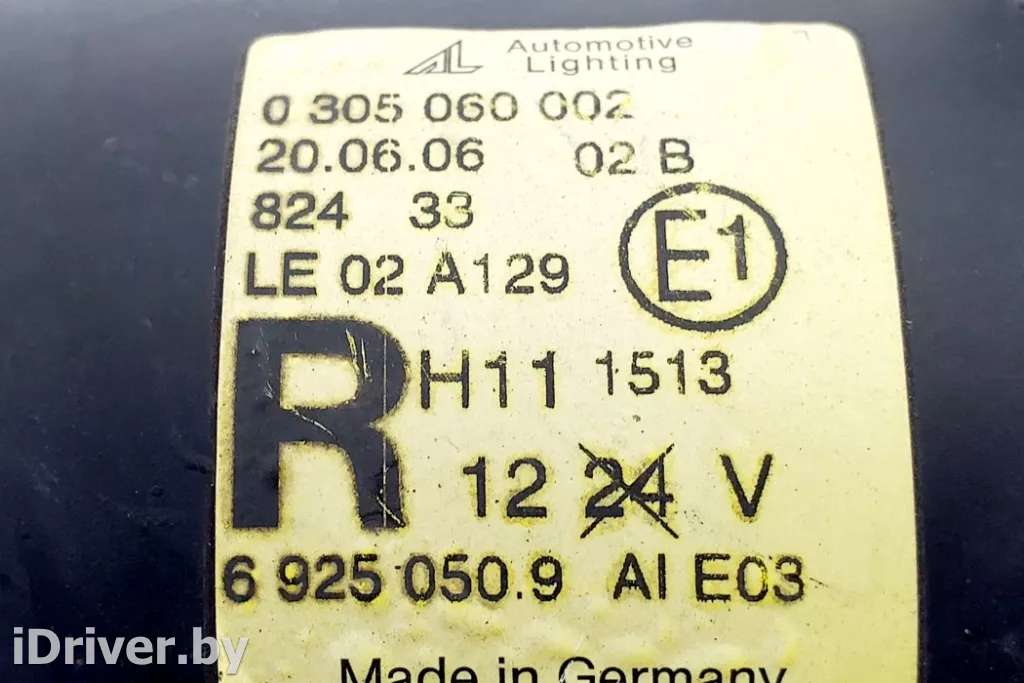 AL Automotive
Lighting
0 305 060 002
20.06.06 02 B
824 33
LE 02 A129 E1
R H11 1513
12 24 V
6 925 050.9 AI E03
Made in Germany
iDriver.by